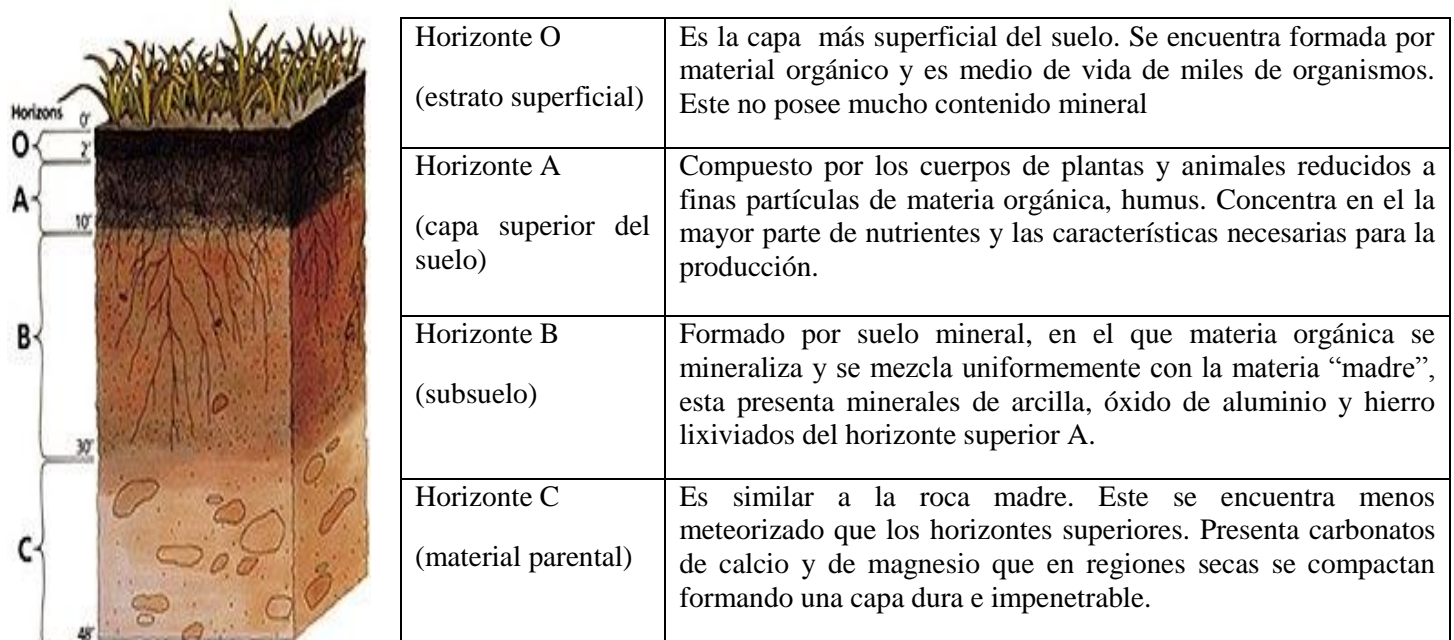 Horizons
0"
O
2"
A
10"
B
30"
C
48"
Horizonte O
(estrato superficial)
Es la capa más superficial del suelo. Se encuentra formada por
material orgánico y es medio de vida de miles de organismos.
Este no posee mucho contenido mineral
Horizonte A
(capa superior del
suelo)
Compuesto por los cuerpos de plantas y animales reducidos a
finas partículas de materia orgánica, humus. Concentra en el la
mayor parte de nutrientes y las características necesarias para la
producción.
Horizonte B
(subsuelo)
Formado por suelo mineral, en el que materia orgánica se
mineraliza y se mezcla uniformemente con la materia “madre”,
esta presenta minerales de arcilla, óxido de aluminio y hierro
lixiviados del horizonte superior A.
Horizonte C
(material parental)
Es similar a la roca madre. Este se encuentra menos
meteorizado que los horizontes superiores. Presenta carbonatos
de calcio y de magnesio que en regiones secas se compactan
formando una capa dura e impenetrable.